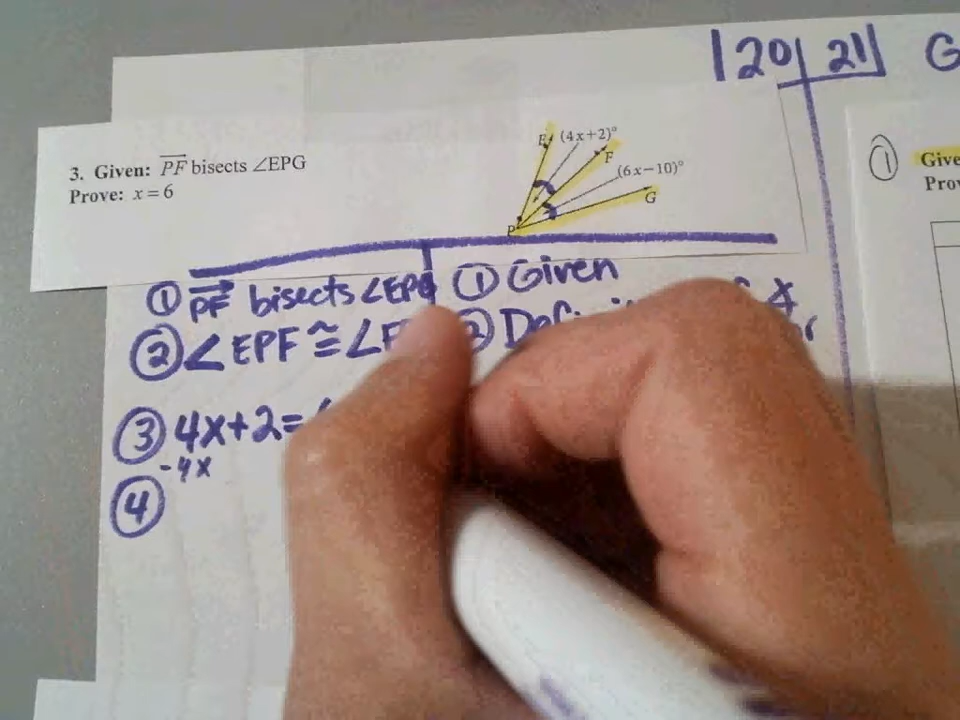 120 21 G
3. Given: PF bisects ∠EPG
Prove: x = 6
E (4x+2)°
F
(6x−10)°
G
P
① PF bisects ∠EPG ① Given
② ∠EPF ≅ ∠
③ 4x+2=
-4x
④
① Give
Prov